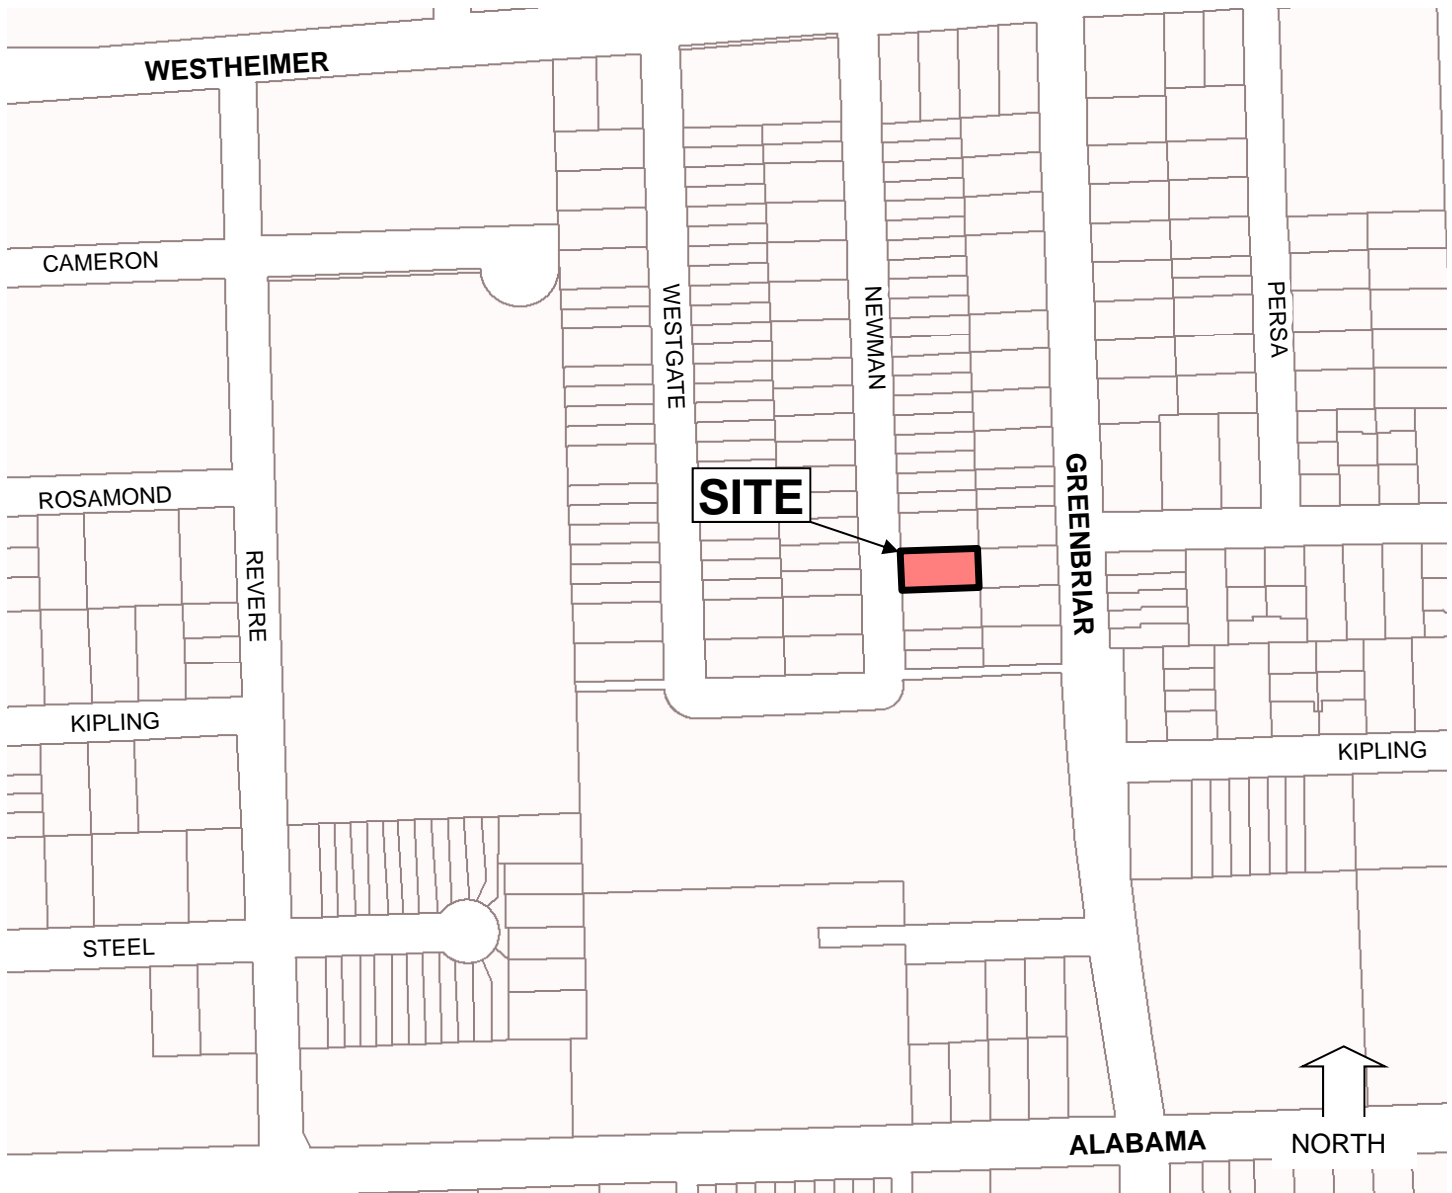 WESTHEIMER
CAMERON
WESTGATE
NEWMAN
PERSA
ROSAMOND
SITE
GREENBRIAR
REVERE
KIPLING
KIPLING
STEEL
ALABAMA
NORTH